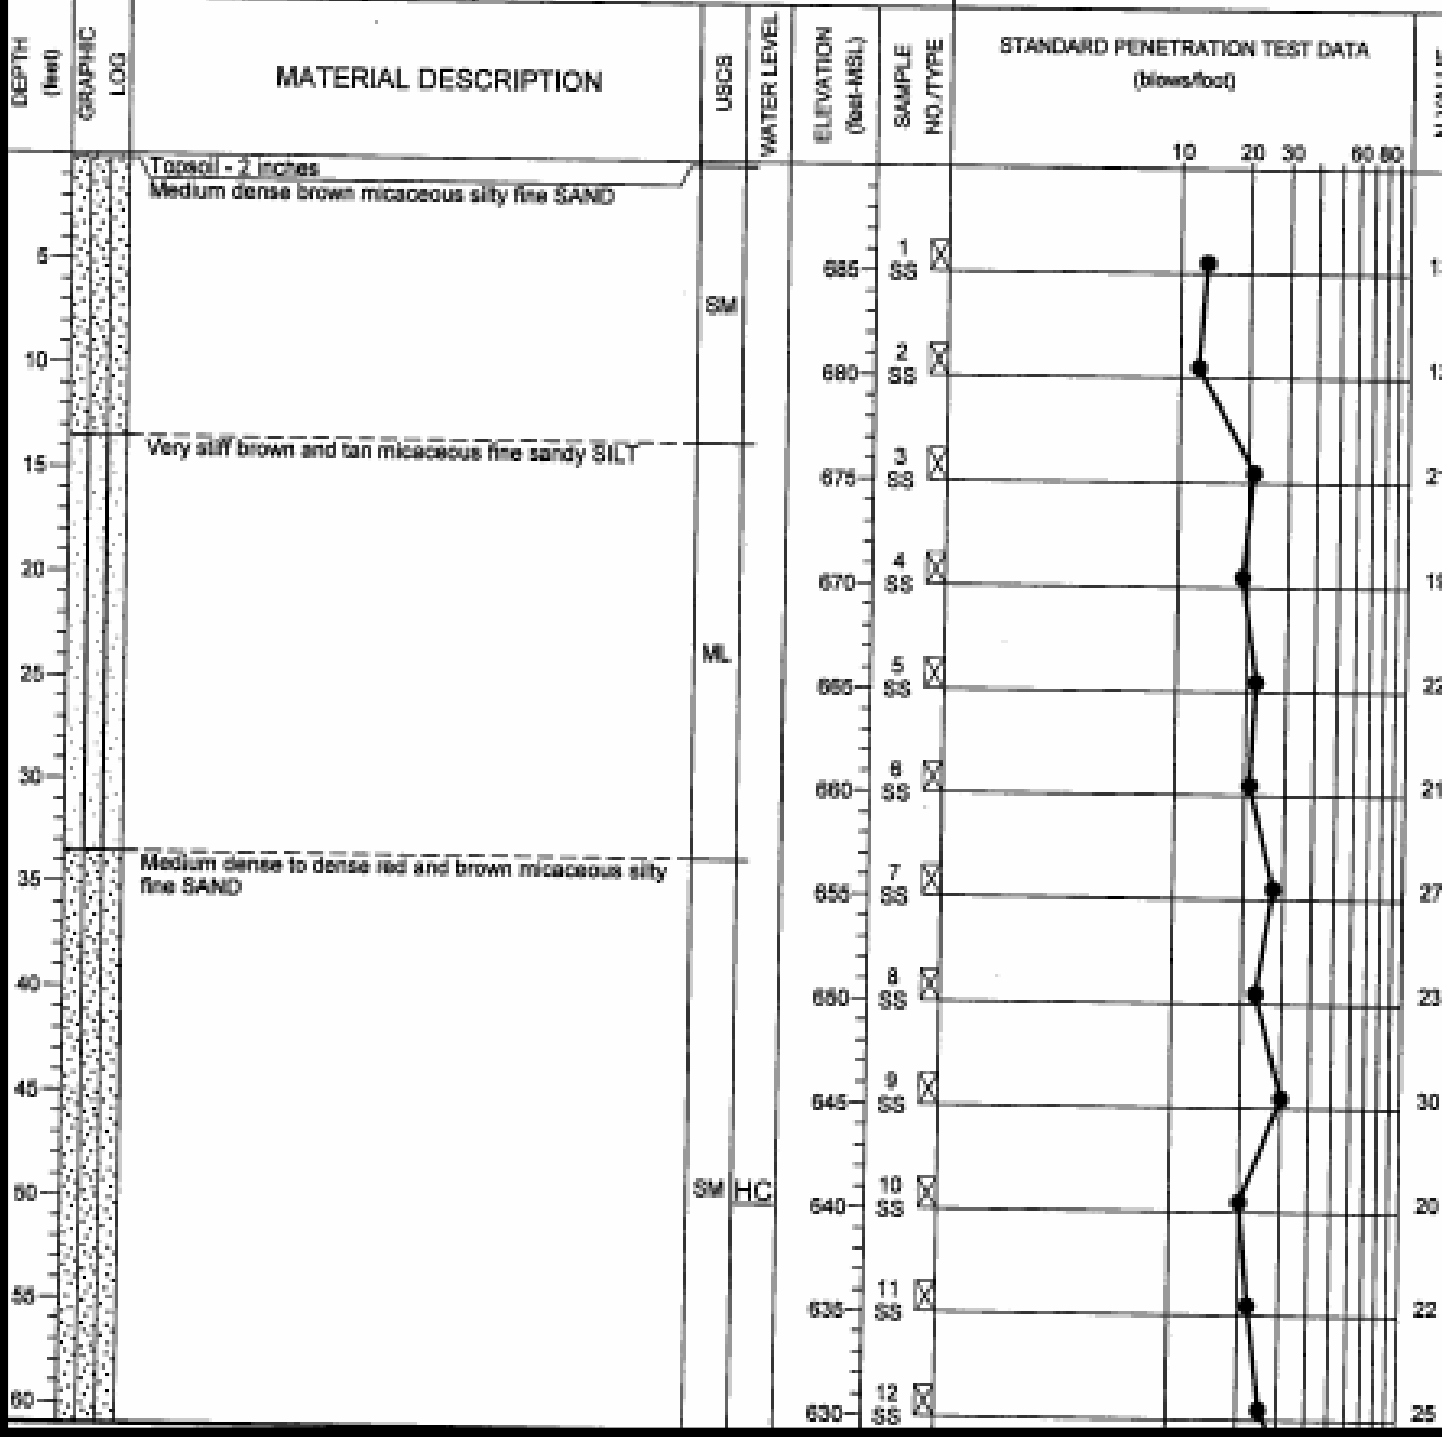 DEPTH
(feet)
GRAPHIC
LOG
MATERIAL DESCRIPTION
USCS
WATER LEVEL
ELEVATION
(feet-MSL)
SAMPLE
NO./TYPE
STANDARD PENETRATION TEST DATA
(blows/foot)
10 20 30 60 80
Topsoil - 2 inches
Medium dense brown micaceous silty fine SAND
5
SM
685
1
SS
10
680
2
SS
Very stiff brown and tan micaceous fine sandy SILT
15
675
3
SS
21
20
670
4
SS
25
ML
665
5
SS
22
30
660
6
SS
21
Medium dense to dense red and brown micaceous silty
fine SAND
35
655
7
SS
27
40
650
8
SS
23
45
645
9
SS
30
50
SM
HC
640
10
SS
20
55
635
11
SS
22
60
630
12
SS
25